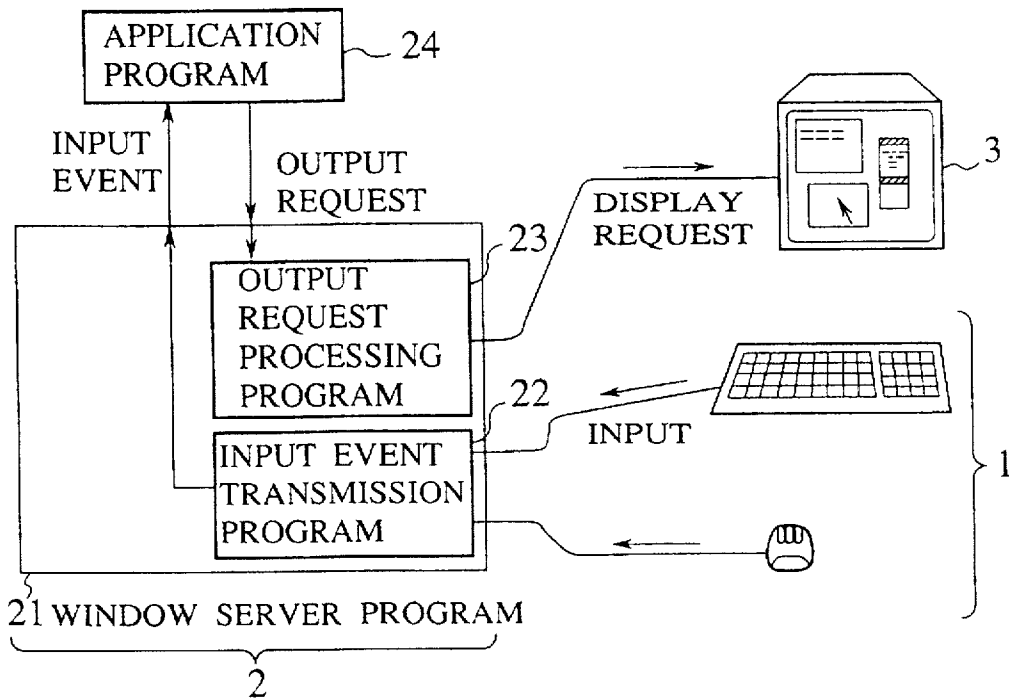 APPLICATION
PROGRAM
24
INPUT
EVENT
OUTPUT
REQUEST
DISPLAY
REQUEST
3
23
OUTPUT
REQUEST
PROCESSING
PROGRAM
22
INPUT EVENT
TRANSMISSION
PROGRAM
INPUT
1
21 WINDOW SERVER PROGRAM
2